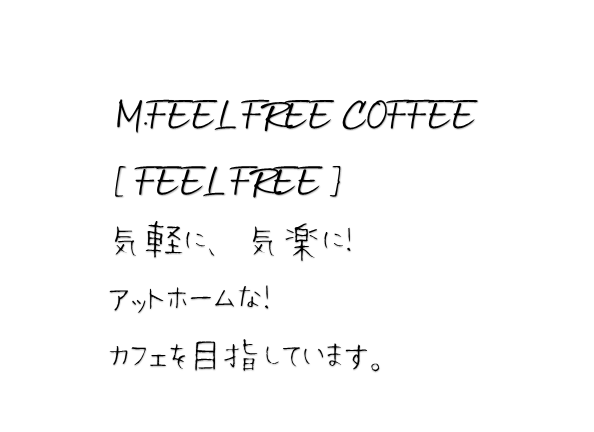 M.FEELFREE COFFEE
[ FEELFREE ]
気軽に、 気楽に!
アットホームな!
カフェを目指しています。